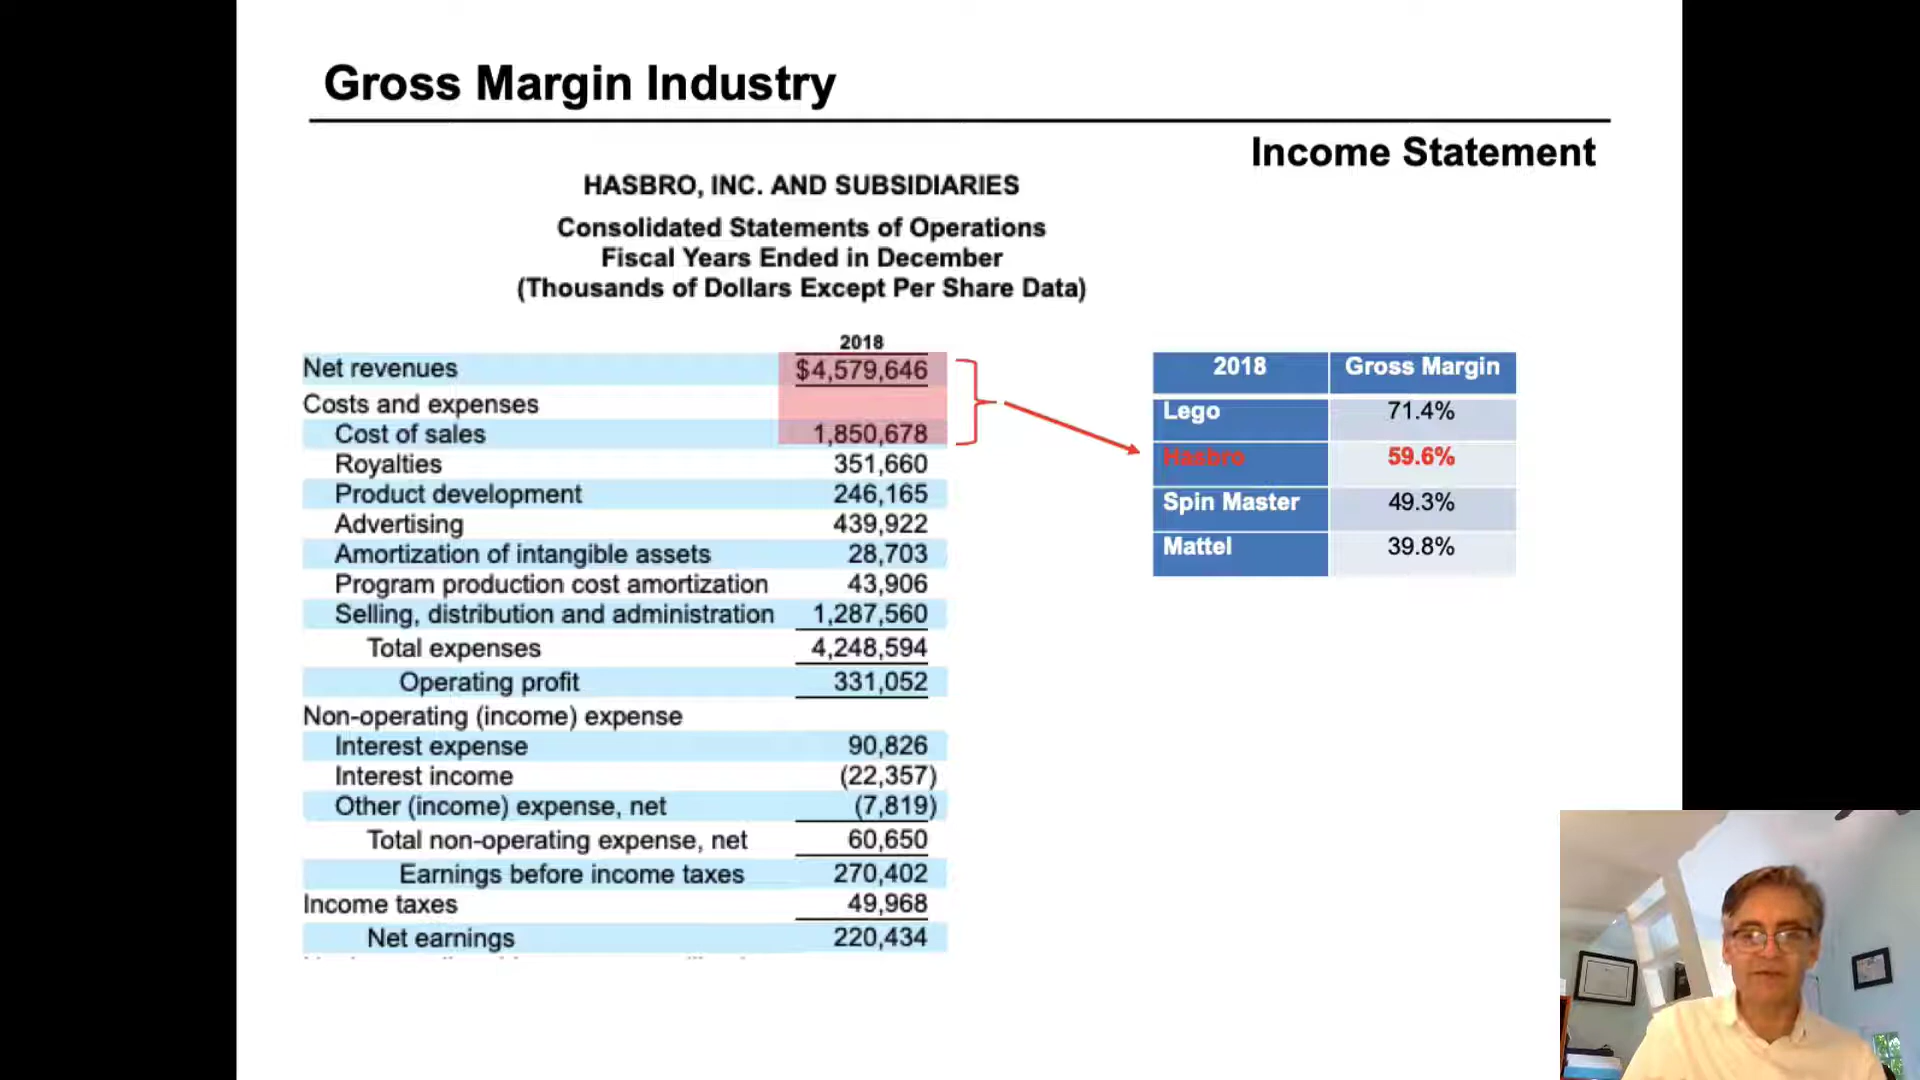 Gross Margin Industry
Income Statement
HASBRO, INC. AND SUBSIDIARIES
Consolidated Statements of Operations
Fiscal Years Ended in December
(Thousands of Dollars Except Per Share Data)
2018
Net revenues $4,579,646
Costs and expenses
Cost of sales 1,850,678
Royalties 351,660
Product development 246,165
Advertising 439,922
Amortization of intangible assets 28,703
Program production cost amortization 43,906
Selling, distribution and administration 1,287,560
Total expenses 4,248,594
Operating profit 331,052
Non-operating (income) expense
Interest expense 90,826
Interest income (22,357)
Other (income) expense, net (7,819)
Total non-operating expense, net 60,650
Earnings before income taxes 270,402
Income taxes 49,968
Net earnings 220,434
2018 Gross Margin
Lego 71.4%
Hasbro 59.6%
Spin Master 49.3%
Mattel 39.8%